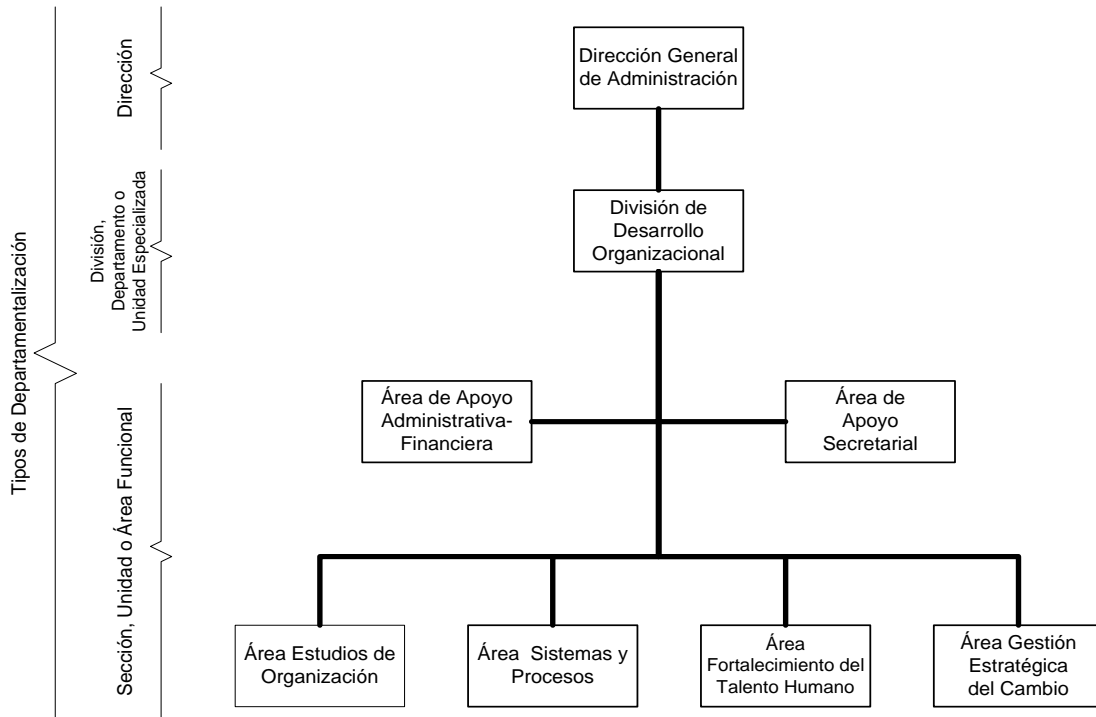 Tipos de Departamentalización
Dirección
División,
Departamento o
Unidad Especializada
Sección, Unidad o Área Funcional
Dirección General
de Administración
División de
Desarrollo
Organizacional
Área de Apoyo
Administrativa-
Financiera
Área de
Apoyo
Secretarial
Área Estudios de
Organización
Área Sistemas y
Procesos
Área
Fortalecimiento del
Talento Humano
Área Gestión
Estratégica
del Cambio